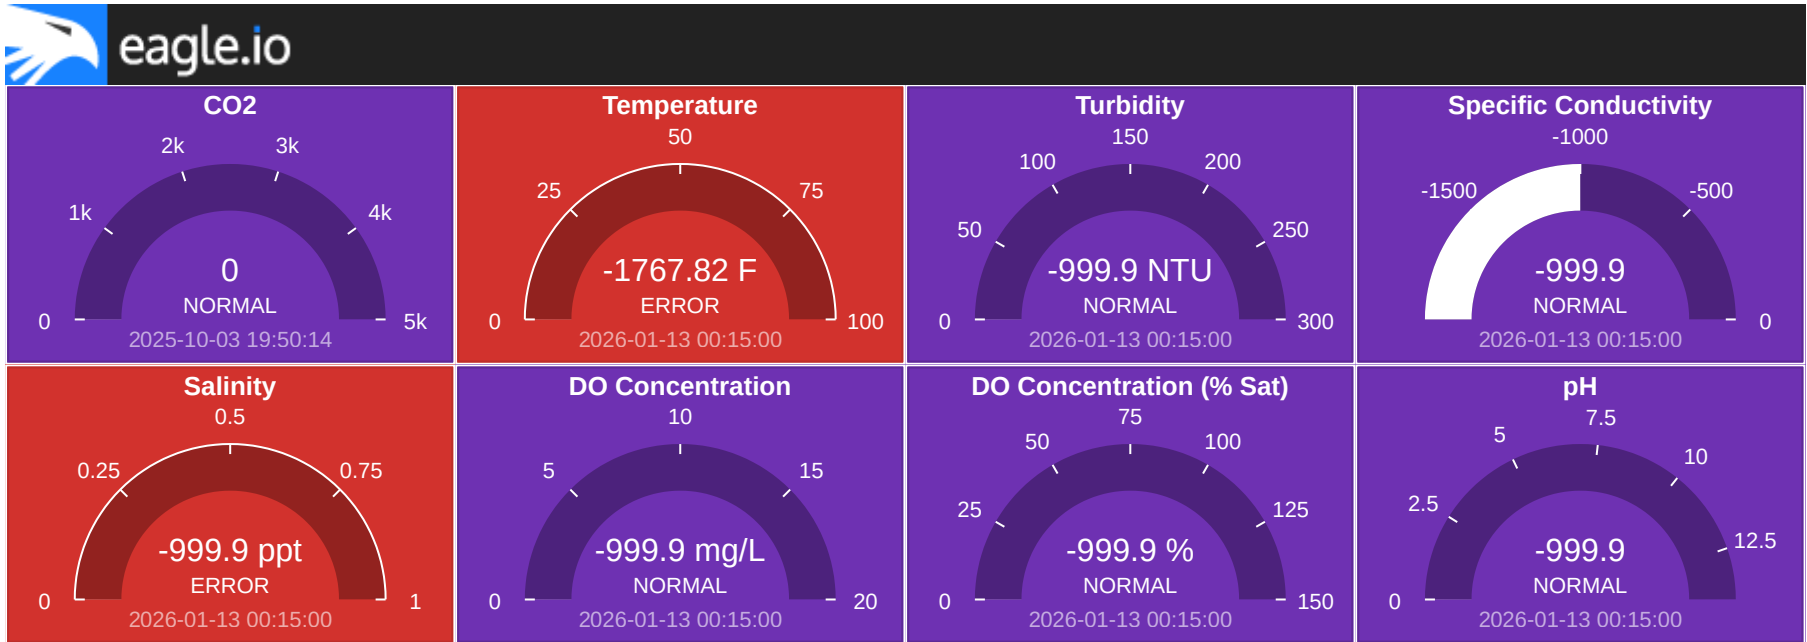 eagle.io
CO2
0
1k
2k
3k
4k
5k
0
NORMAL
2025-10-03 19:50:14
Temperature
0
25
50
75
100
-1767.82 F
ERROR
2026-01-13 00:15:00
Turbidity
0
50
100
150
200
250
300
-999.9 NTU
NORMAL
2026-01-13 00:15:00
Specific Conductivity
-1500
-1000
-500
0
-999.9
NORMAL
2026-01-13 00:15:00
Salinity
0
0.25
0.5
0.75
1
-999.9 ppt
ERROR
2026-01-13 00:15:00
DO Concentration
0
5
10
15
20
-999.9 mg/L
NORMAL
2026-01-13 00:15:00
DO Concentration (% Sat)
0
25
50
75
100
125
150
-999.9 %
NORMAL
2026-01-13 00:15:00
pH
0
2.5
5
7.5
10
12.5
-999.9
NORMAL
2026-01-13 00:15:00